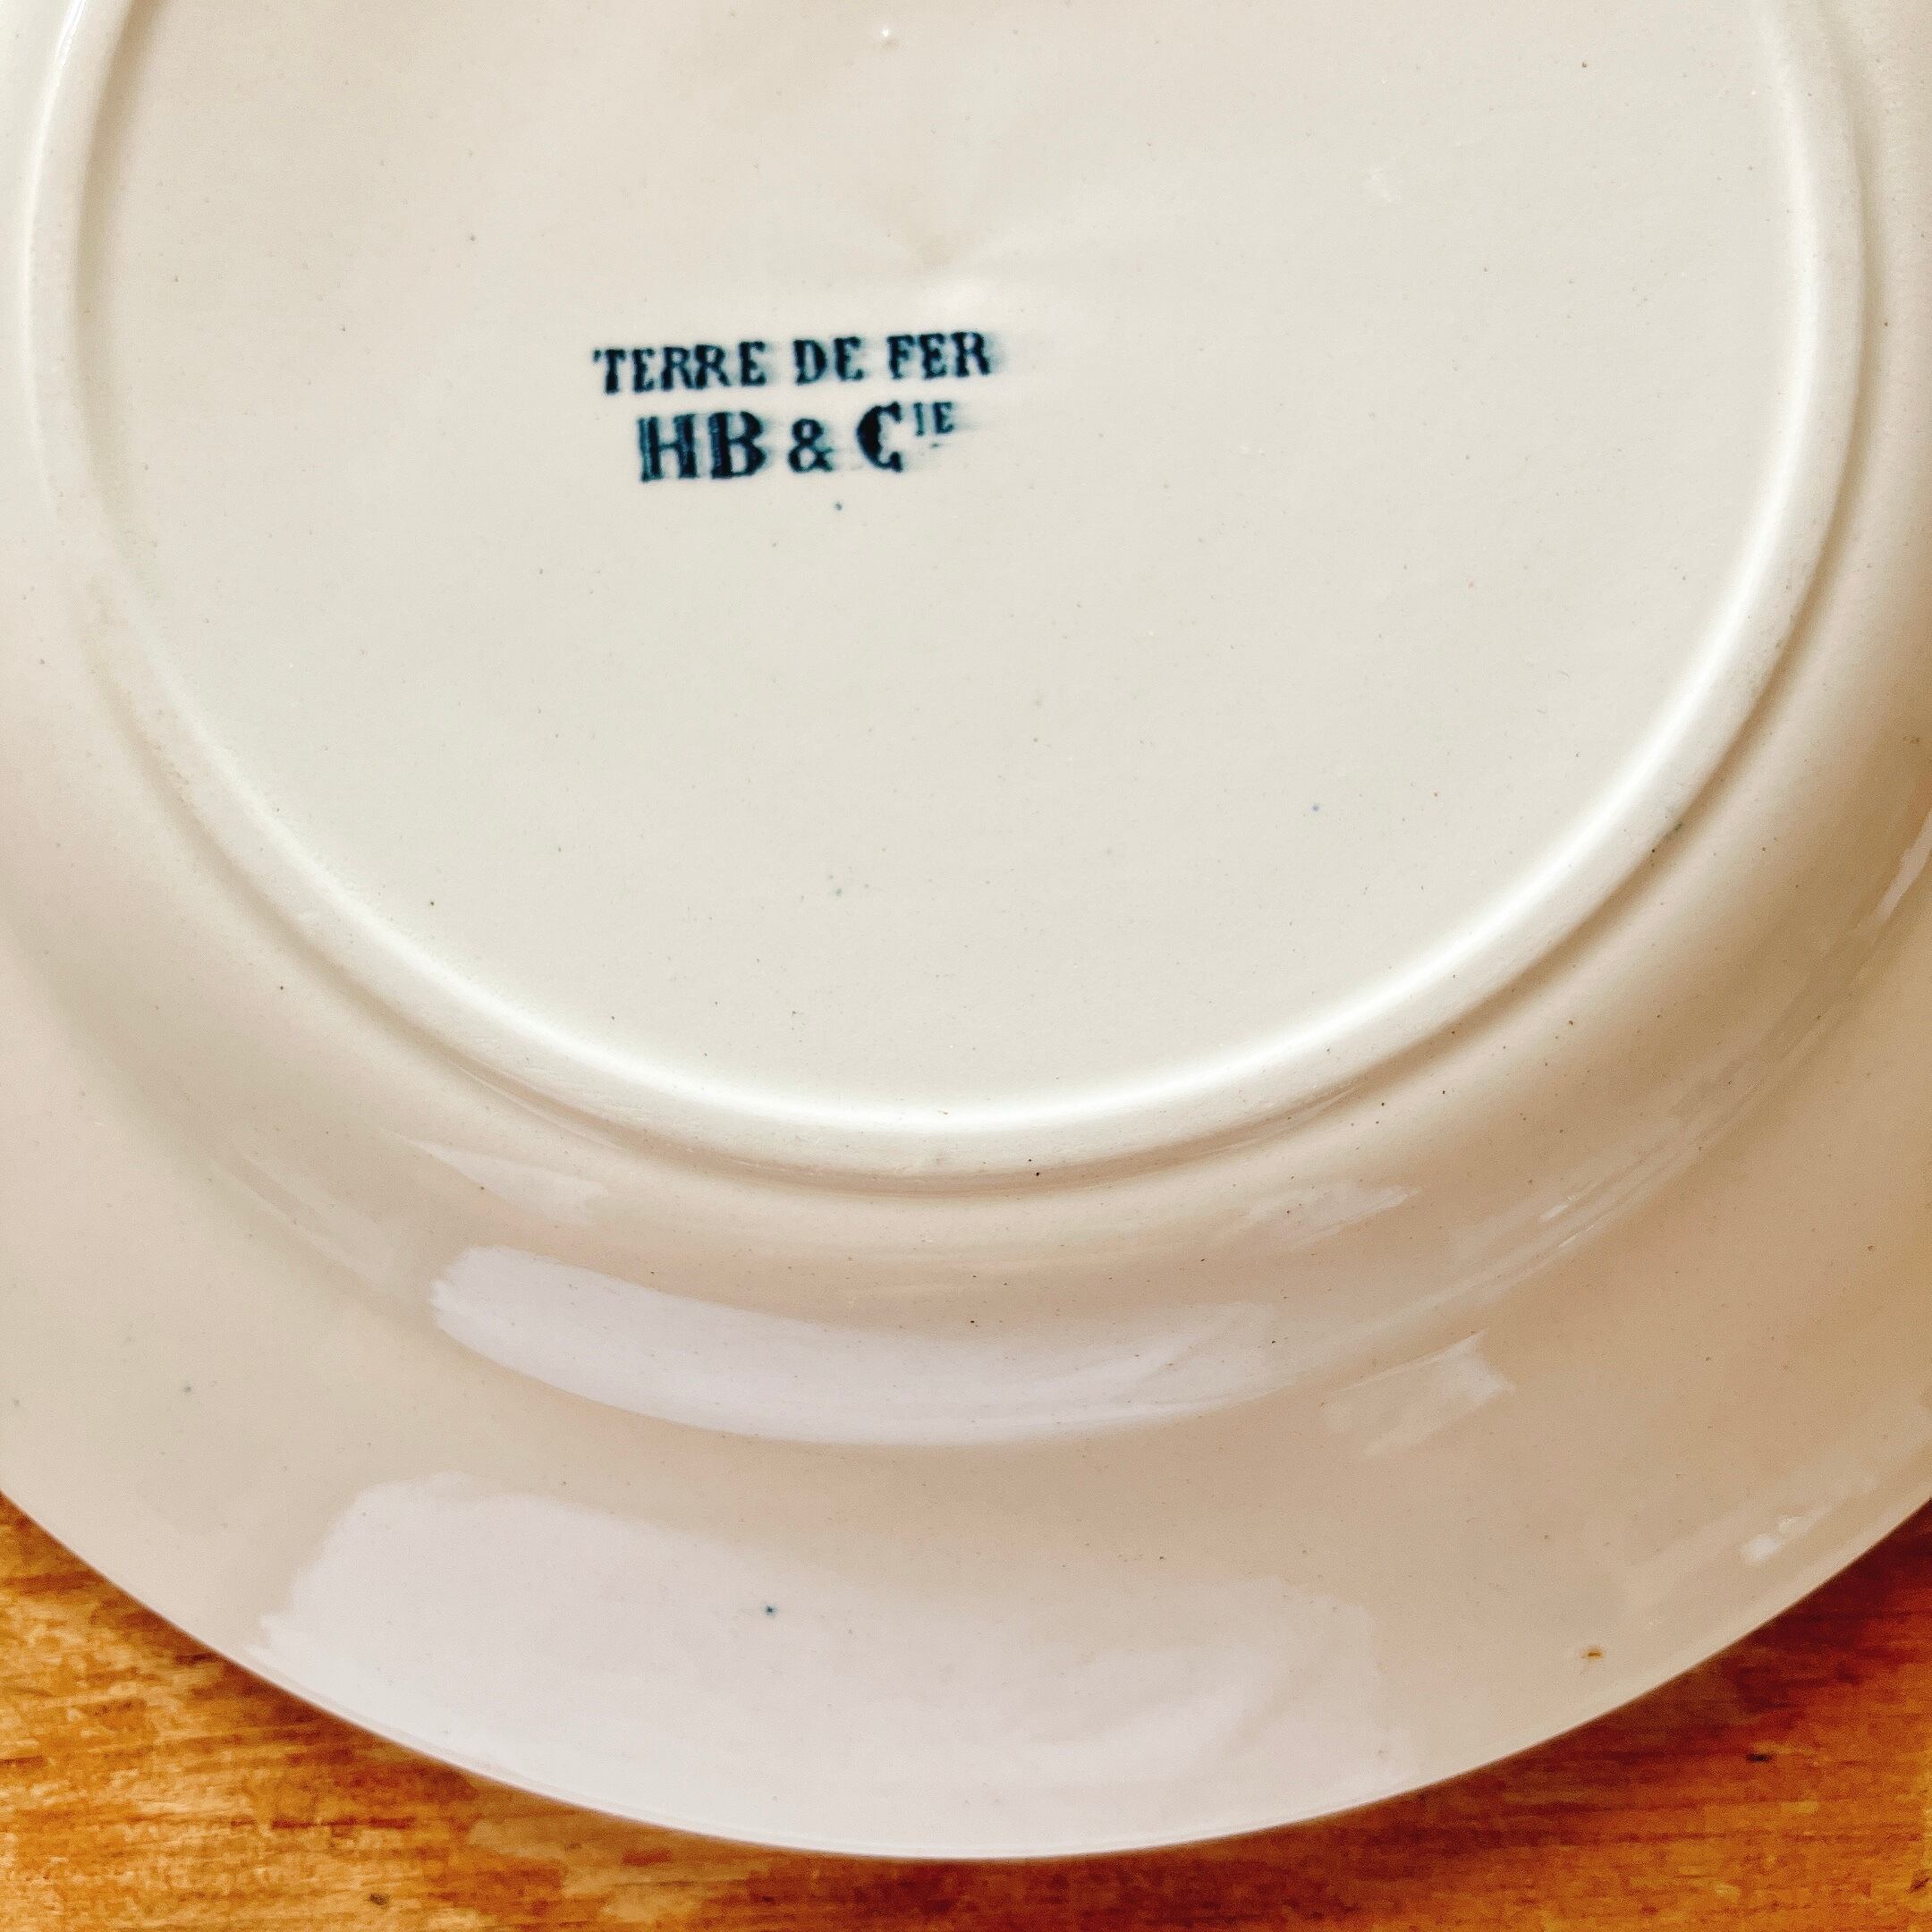 TERRE DE FER
HB & CIE